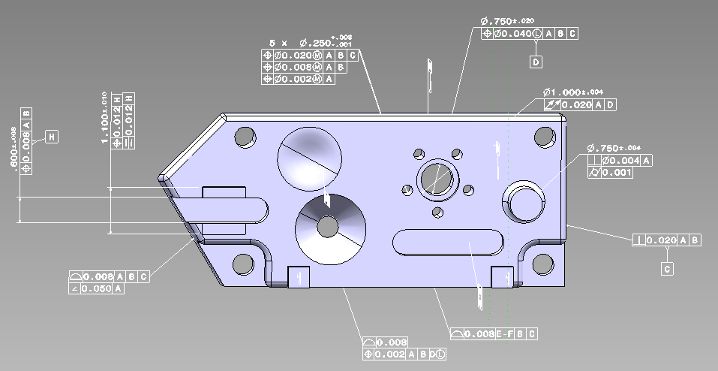 5 X Ø.250+.002 -.001
⌖ Ø0.020Ⓜ A B C
⌖ Ø0.008Ⓜ A B
⌖ Ø0.002Ⓜ A
Ø.750±.020
⌖ Ø0.040Ⓛ A B C
D
Ø1.000±.004
0.020 A D
Ø.750±.004
⊥ Ø0.004 A
⌭ 0.001
1.100±.010
⌖ 0.012 H
⌯ 0.012 H
.600±.008
⌖ 0.008 A B
H
⊥ 0.020 A B
C
⌓ 0.008 A B C
∠ 0.050 A
⌓ 0.008 E-F B C
⌓ 0.008
⌖ 0.002 A B DⓁ